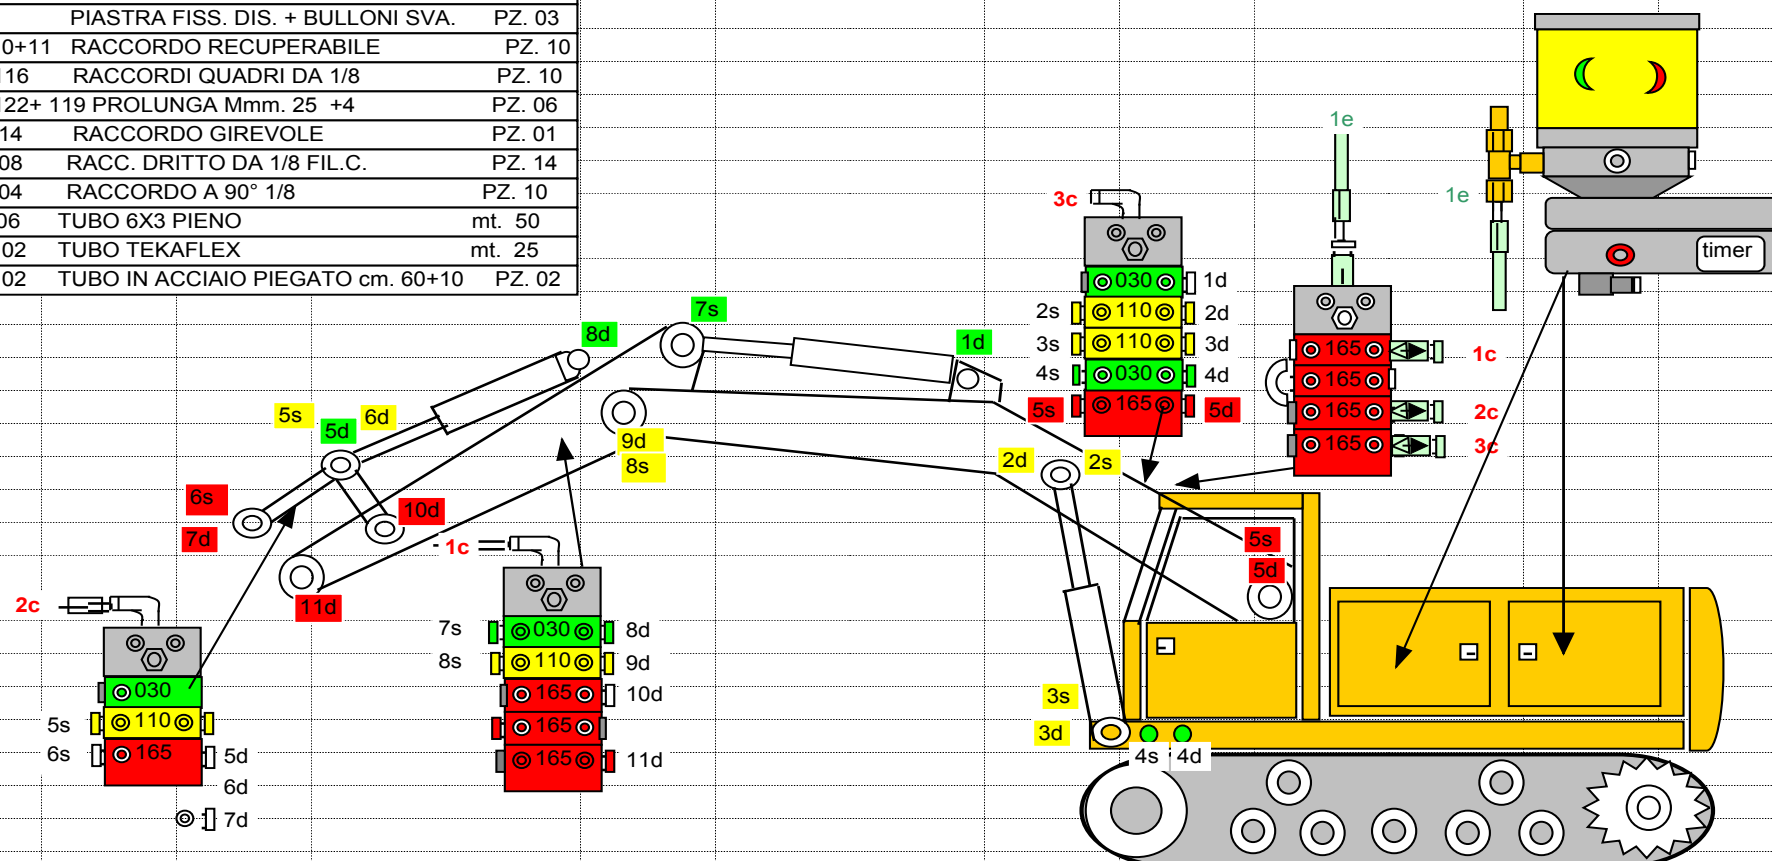 PIASTRA FISS. DIS. + BULLONI SVA. PZ. 03
0+11 RACCORDO RECUPERABILE PZ. 10
116 RACCORDI QUADRI DA 1/8 PZ. 10
122+ 119 PROLUNGA Mmm. 25 +4 PZ. 06
14 RACCORDO GIREVOLE PZ. 01
08 RACC. DRITTO DA 1/8 FIL.C. PZ. 14
04 RACCORDO A 90° 1/8 PZ. 10
06 TUBO 6X3 PIENO mt. 50
02 TUBO TEKAFLEX mt. 25
02 TUBO IN ACCIAIO PIEGATO cm. 60+10 PZ. 02
1e
1e
timer
3c
030 1d
2s 110 2d
3s 110 3d
4s 030 4d
5s 165 5d
165 1c
165
165 2c
165 3c
7s
8d
1d
5s 6d
5d
9d
8s
2d 2s
6s
7d
10d
11d
5s
5d
1c
7s 030 8d
8s 110 9d
165 10d
165
165 11d
2c
030
5s 110
6s 165 5d
6d
7d
3s
3d
4s 4d